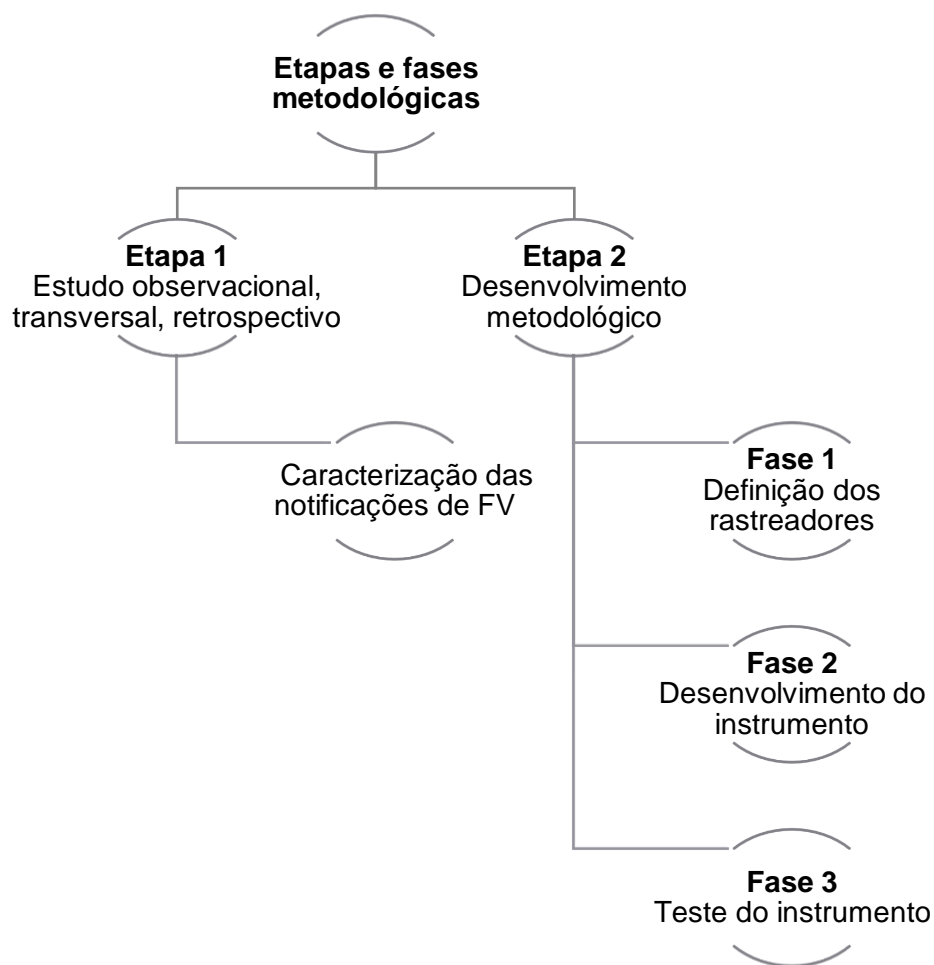 Etapas e fases
metodológicas
Etapa 1
Estudo observacional,
transversal, retrospectivo
Etapa 2
Desenvolvimento
metodológico
Caracterização das
notificações de FV
Fase 1
Definição dos
rastreadores
Fase 2
Desenvolvimento do
instrumento
Fase 3
Teste do instrumento